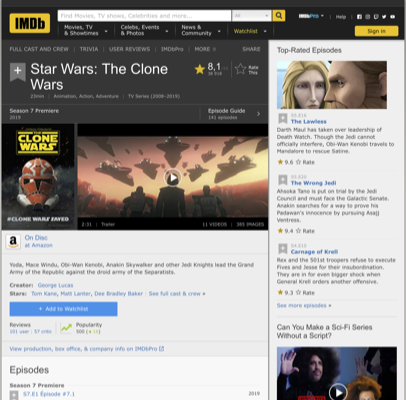 IMDb
Find Movies, TV shows, Celebrities and more...
All
IMDbPro
Help
Movies, TV
& Showtimes
Celebs, Events
& Photos
News &
Community
Watchlist
Sign in
FULL CAST AND CREW | TRIVIA | USER REVIEWS | IMDbPro | MORE
SHARE
Star Wars: The Clone
Wars
8,1
Rate
This
23min | Animation, Action, Adventure | TV Series (2008–2019)
Season 7 Premiere
2019
Episode Guide
141 episodes
STAR WARS
THE CLONE
WARS
#CLONE WARS SAVED
2:31 | Trailer
11 VIDEOS | 385 IMAGES
On Disc
at Amazon
Yoda, Mace Windu, Obi-Wan Kenobi, Anakin Skywalker and other Jedi Knights lead the Grand
Army of the Republic against the droid army of the Separatists.
Creator: George Lucas
Stars: Tom Kane, Matt Lanter, Dee Bradley Baker | See full cast & crew »
+ Add to Watchlist
Reviews
Popularity
View production, box office, & company info on IMDbPro
Episodes
Season 7 Premiere
S7.E1 Episode #7.1
2019
Top-Rated Episodes
S5.E16
The Lawless
Darth Maul has taken over leadership of
Death Watch. Though the Jedi cannot
officially interfere, Obi-Wan Kenobi travels to
Mandalore to rescue Satine.
9.6 Rate
The Wrong Jedi
Ahsoka Tano is put on trial by the Jedi
Council and must face the Galactic Senate.
Anakin searches for a way to prove his
Padawan's innocence by pursuing Asajj
Ventress.
9.4 Rate
Carnage of Krell
Rex and the 501st troopers refuse to execute
Fives and Jesse for their insubordination.
They are in for even bigger shock when
General Krell orders another offensive.
9.3 Rate
See more episodes »
Can You Make a Sci-Fi Series
Without a Script?